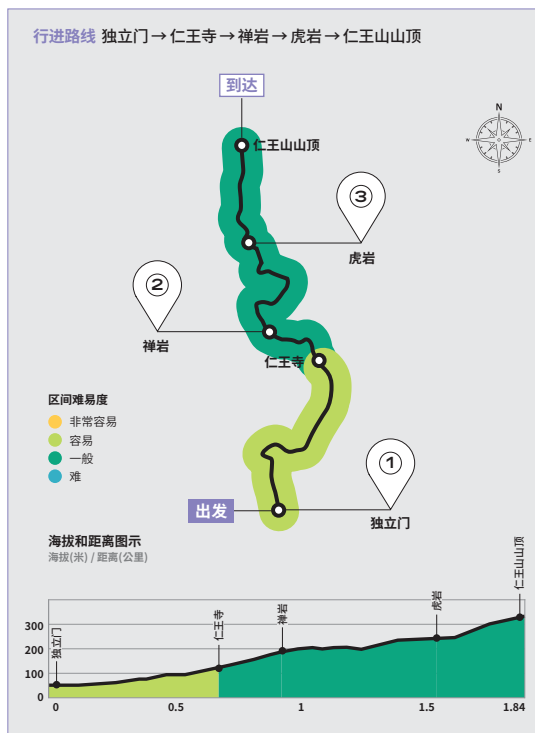 行进路线 独立门→仁王寺→禅岩→虎岩→仁王山山顶
到达
N
W
E
S
仁王山山顶
③
虎岩
②
禅岩
仁王寺
区间难易度
非常容易
容易
一般
难
①
出发
独立门
海拔和距离图示
海拔(米) / 距离(公里)
仁王山山顶
虎岩
禅岩
仁王寺
独立门
300
200
100
0
0
0.5
1
1.5
1.84